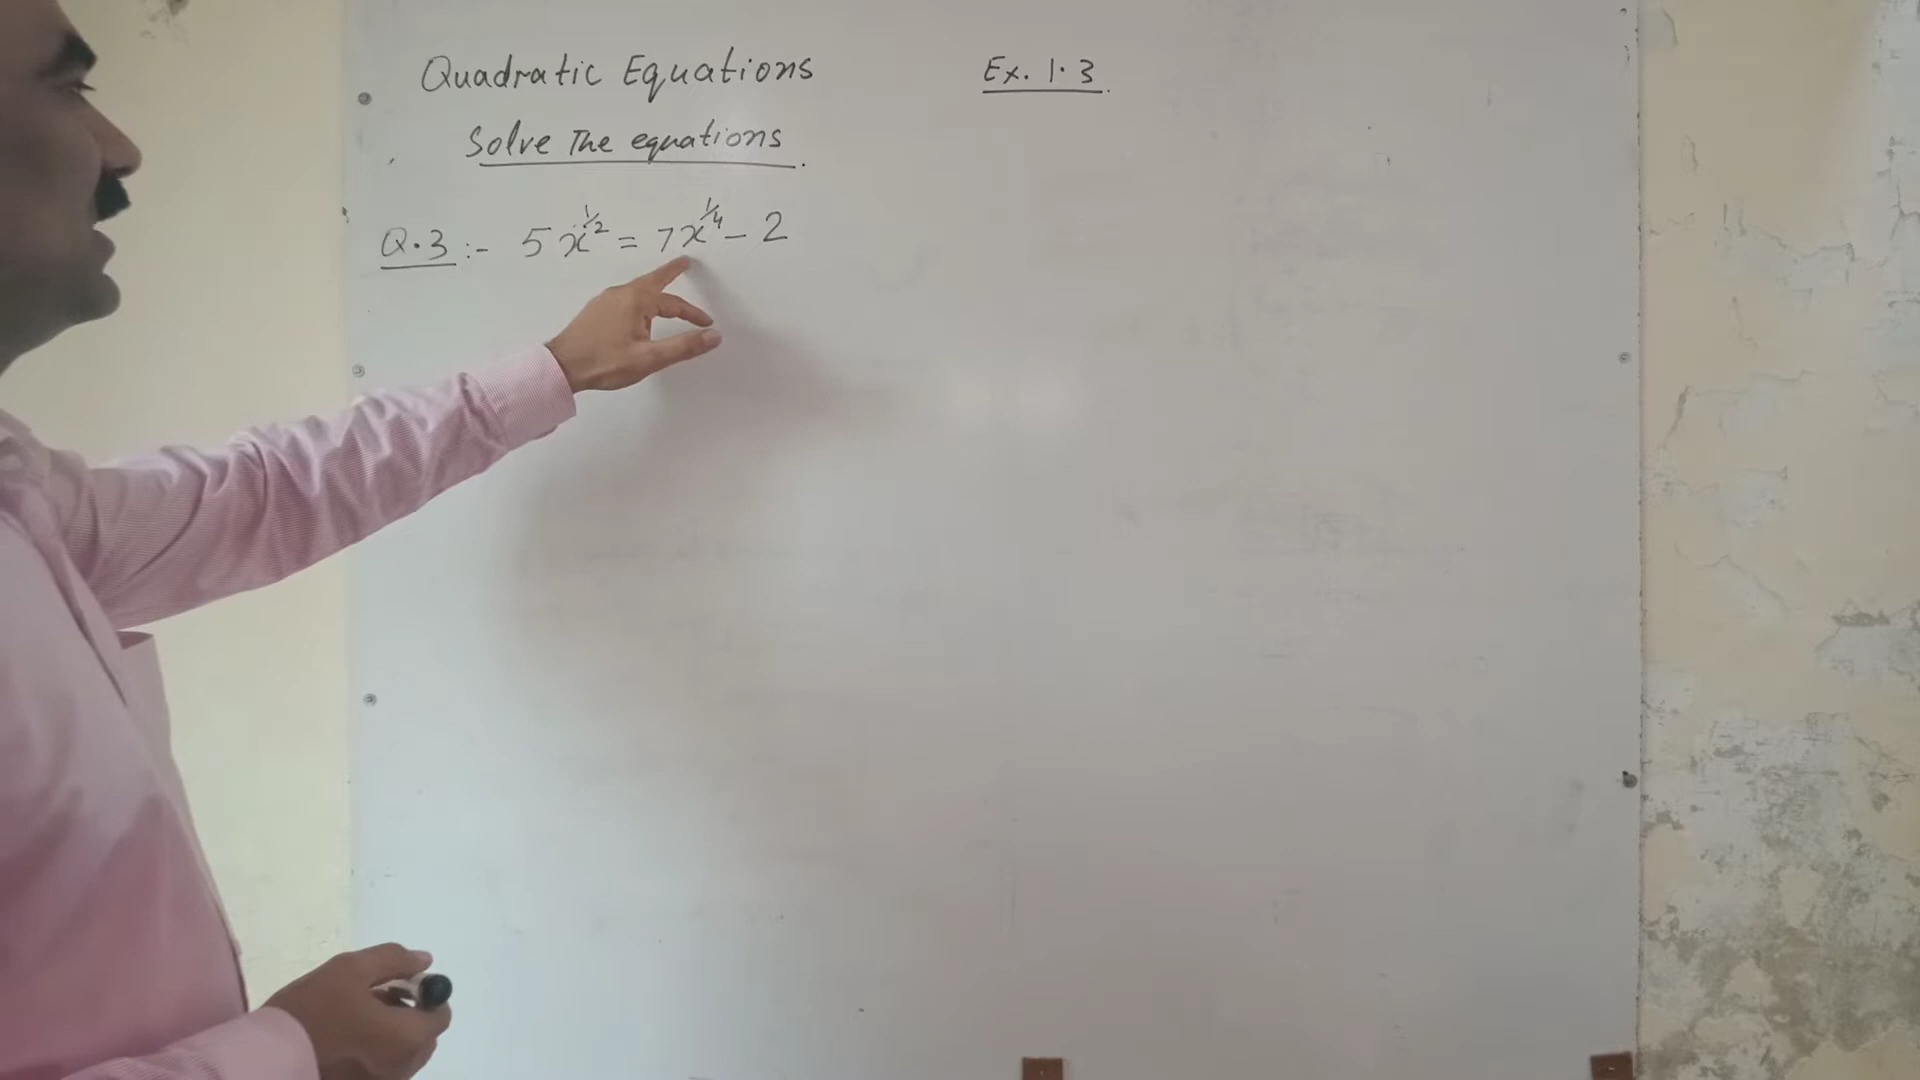 Quadratic Equations
Ex. 1.3
Solve The equations
Q.3:- 5x^{1/2} = 7x^{1/4} - 2